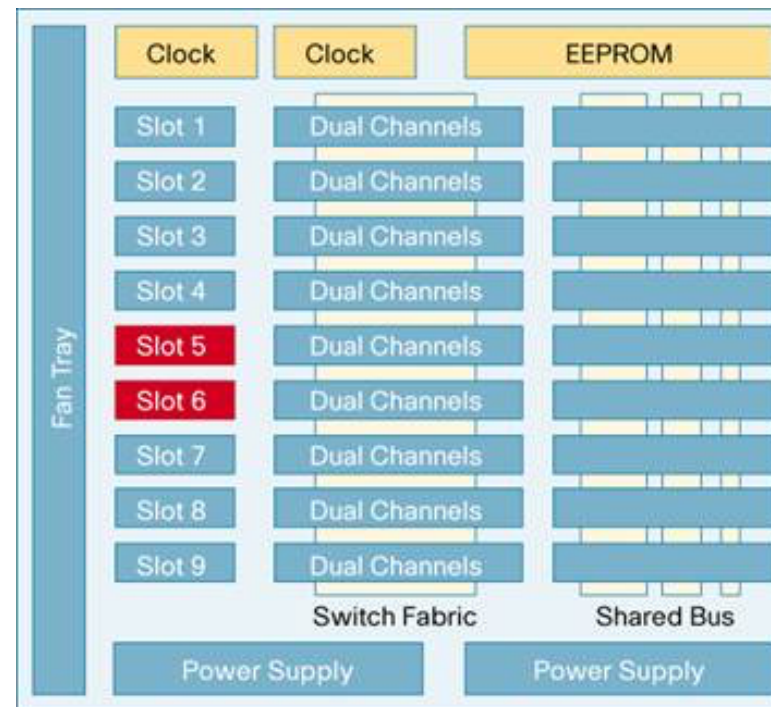 Clock Clock EEPROM
Slot 1 Dual Channels
Slot 2 Dual Channels
Slot 3 Dual Channels
Slot 4 Dual Channels
Slot 5 Dual Channels
Slot 6 Dual Channels
Slot 7 Dual Channels
Slot 8 Dual Channels
Slot 9 Dual Channels
Fan Tray
Switch Fabric Shared Bus
Power Supply Power Supply